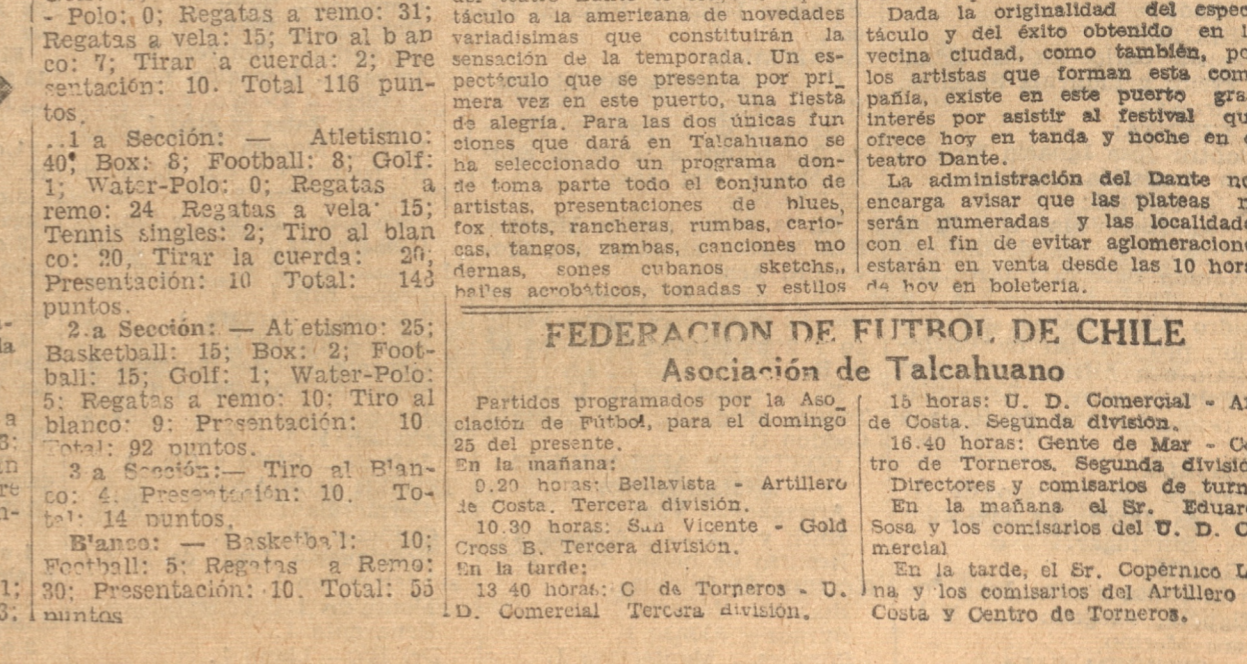 - Polo: 0; Regatas a remo: 31;
Regatas a vela: 15; Tiro al b an
co: 7; Tirar a cuerda: 2; Pre
sentación: 10. Total 116 pun-
tos.
..1 a Sección: — Atletismo:
40; Box: 8; Football: 8; Golf:
1; Water-Polo: 0; Regatas a
remo: 24 Regatas a vela 15;
Tennis singles: 2; Tiro al blan
co: 20, Tirar la cuerda: 20;
Presentación: 10 Total: 148
puntos.
2.a Sección: — At etismo: 25;
Basketball: 15; Box: 2; Foot-
ball: 15; Golf: 1; Water-Polo:
5; Regatas a remo: 10; Tiro al
blanco: 9; Presentación: 10
Total: 92 puntos.
3 a Sección:— Tiro al Blan-
co: 4. Presentación: 10. To-
tal: 14 puntos.
Blanco: — Basketball: 10;
Football: 5; Regatas a Remo:
30; Presentación: 10. Total: 55
puntos
táculo a la americana de novedades
variadisimas que constituirán la
sensación de la temporada. Un es-
pectáculo que se presenta por pri_
mera vez en este puerto, una fiesta
de alegría. Para las dos únicas fun
ciones que dará en Talcahuano se
ha seleccionado un programa don-
de toma parte todo el conjunto de
artistas, presentaciones de blues,
fox trots, rancheras, rumbas, cario-
cas, tangos, zambas, canciones mo
dernas, sones cubanos sketchs,,
bailes acrobáticos, tonadas y estilos
Dada la originalidad del espec
táculo y del éxito obtenido en l
vecina ciudad, como también, po
los artistas que forman esta com
pañía, existe en este puerto gra
interés por asistir al festival qu
ofrece hoy en tanda y noche en e
teatro Dante.
La administración del Dante no
encarga avisar que las plateas n
serán numeradas y las localidade
con el fin de evitar aglomeracione
estarán en venta desde las 10 hora
de hoy en boletería.
FEDERACION DE FUTBOL DE CHILE
Asociación de Talcahuano
Partidos programados por la Aso_
ciación de Fútbol, para el domingo
25 del presente.
En la mañana:
9.20 horas: Bellavista - Artillero
de Costa. Tercera división.
10.30 horas: San Vicente - Gold
Cross B. Tercera división.
En la tarde:
13 40 horas: C de Torneros - U.
D. Comercial Tercera división.
15 horas: U. D. Comercial - A
de Costa. Segunda división.
16.40 horas: Gente de Mar - Ce
tro de Torneros. Segunda divisió
Directores y comisarios de turn
En la mañana el Sr. Eduar
Sosa y los comisarios del U. D. C
mercial
En la tarde, el Sr. Copérnico L
na y los comisarios del Artillero
Costa y Centro de Torneros.